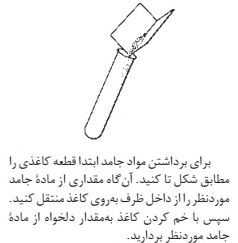 برای برداشتن مواد جامد ابتدا قطعه کاغذی را
مطابق شکل تا کنید. آن‌گاه مقداری از مادهٔ جامد
موردنظر را از داخل ظرف به‌روی کاغذ منتقل کنید.
سپس با خم کردن کاغذ به‌مقدار دلخواه از مادهٔ
جامد موردنظر بردارید.